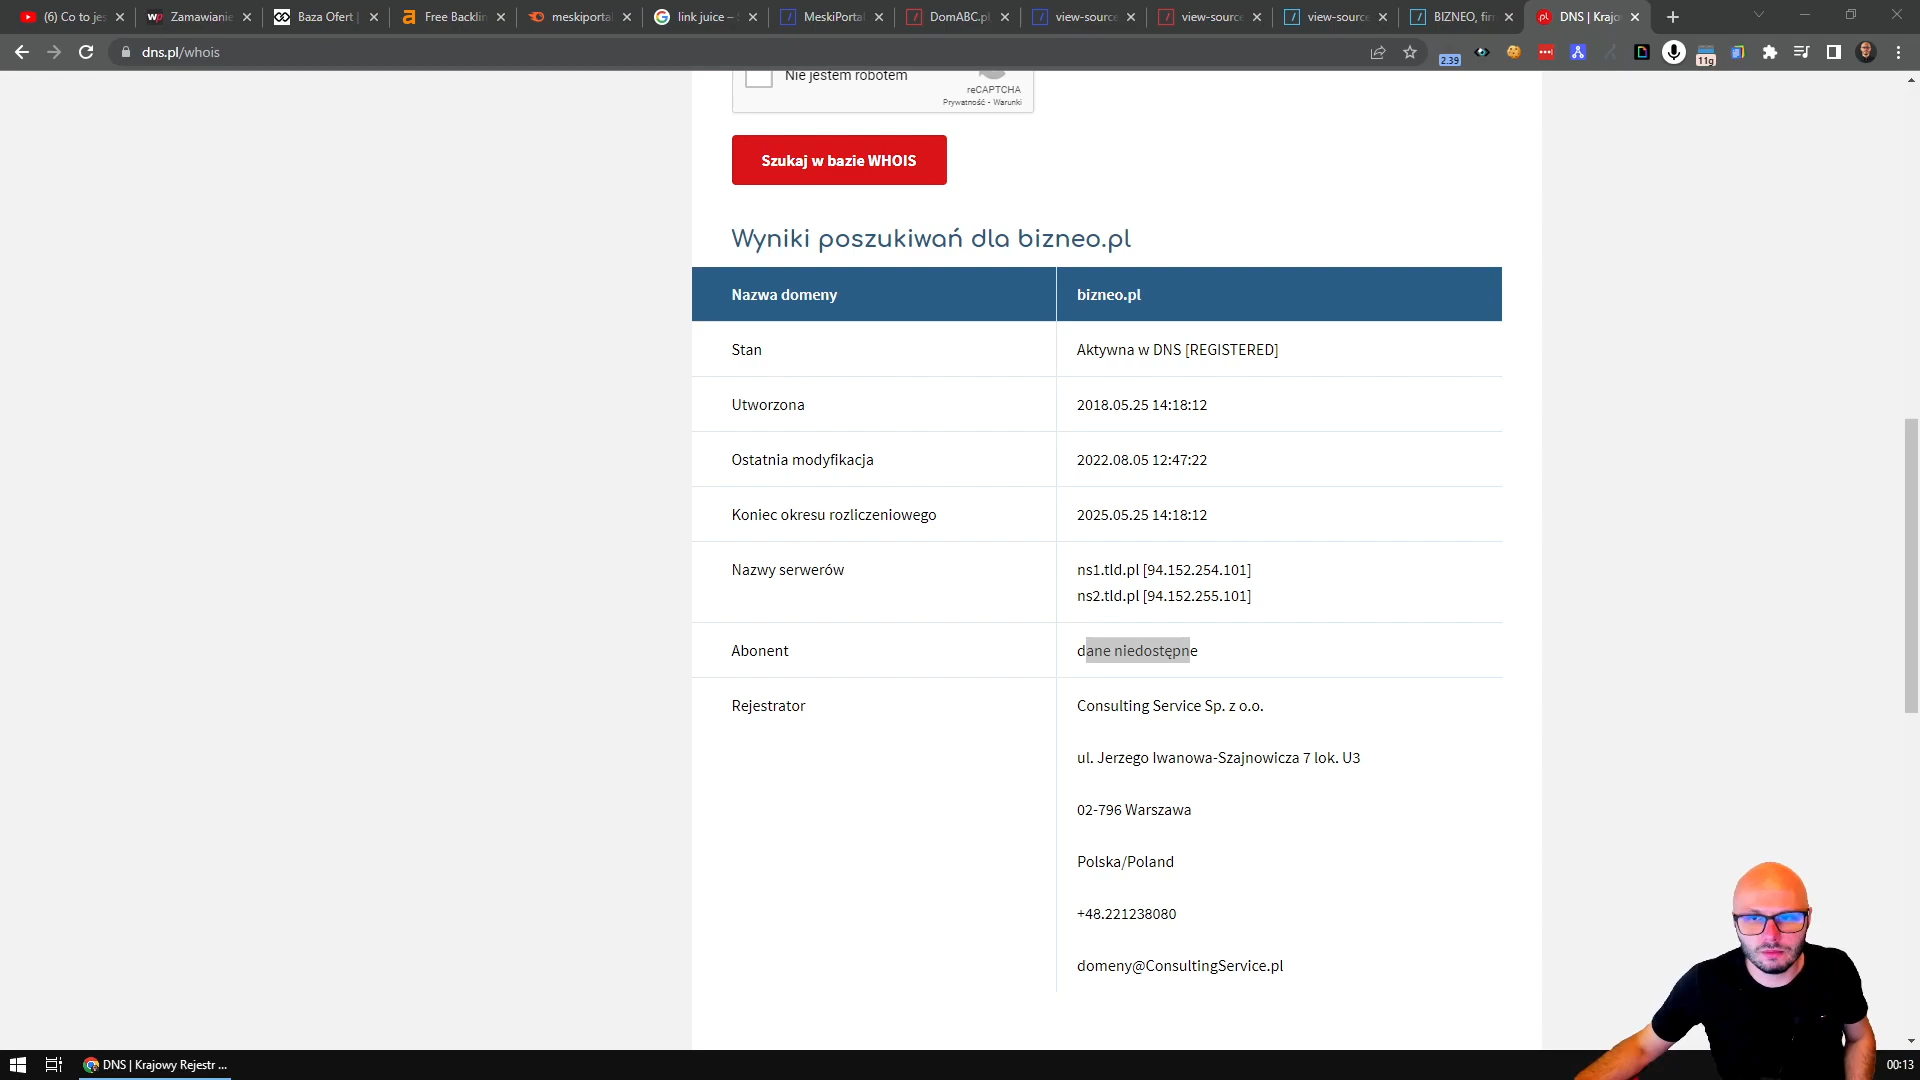 (6) Co to jes
Zamawianie
Baza Ofert |
Free Backlin
meskiportal
link juice –
MeskiPortal
DomABC.pl
view-source
view-source
view-source
BIZNEO, firm
DNS | Krajo
dns.pl/whois
2.39
11g
Nie jestem robotem
reCAPTCHA
Prywatność - Warunki
Szukaj w bazie WHOIS
Wyniki poszukiwań dla bizneo.pl
Nazwa domeny bizneo.pl
Stan Aktywna w DNS [REGISTERED]
Utworzona 2018.05.25 14:18:12
Ostatnia modyfikacja 2022.08.05 12:47:22
Koniec okresu rozliczeniowego 2025.05.25 14:18:12
Nazwy serwerów ns1.tld.pl [94.152.254.101]
ns2.tld.pl [94.152.255.101]
Abonent dane niedostępne
Rejestrator Consulting Service Sp. z o.o.
ul. Jerzego Iwanowa-Szajnowicza 7 lok. U3
02-796 Warszawa
Polska/Poland
+48.221238080
domeny@ConsultingService.pl
DNS | Krajowy Rejestr ...
00:13